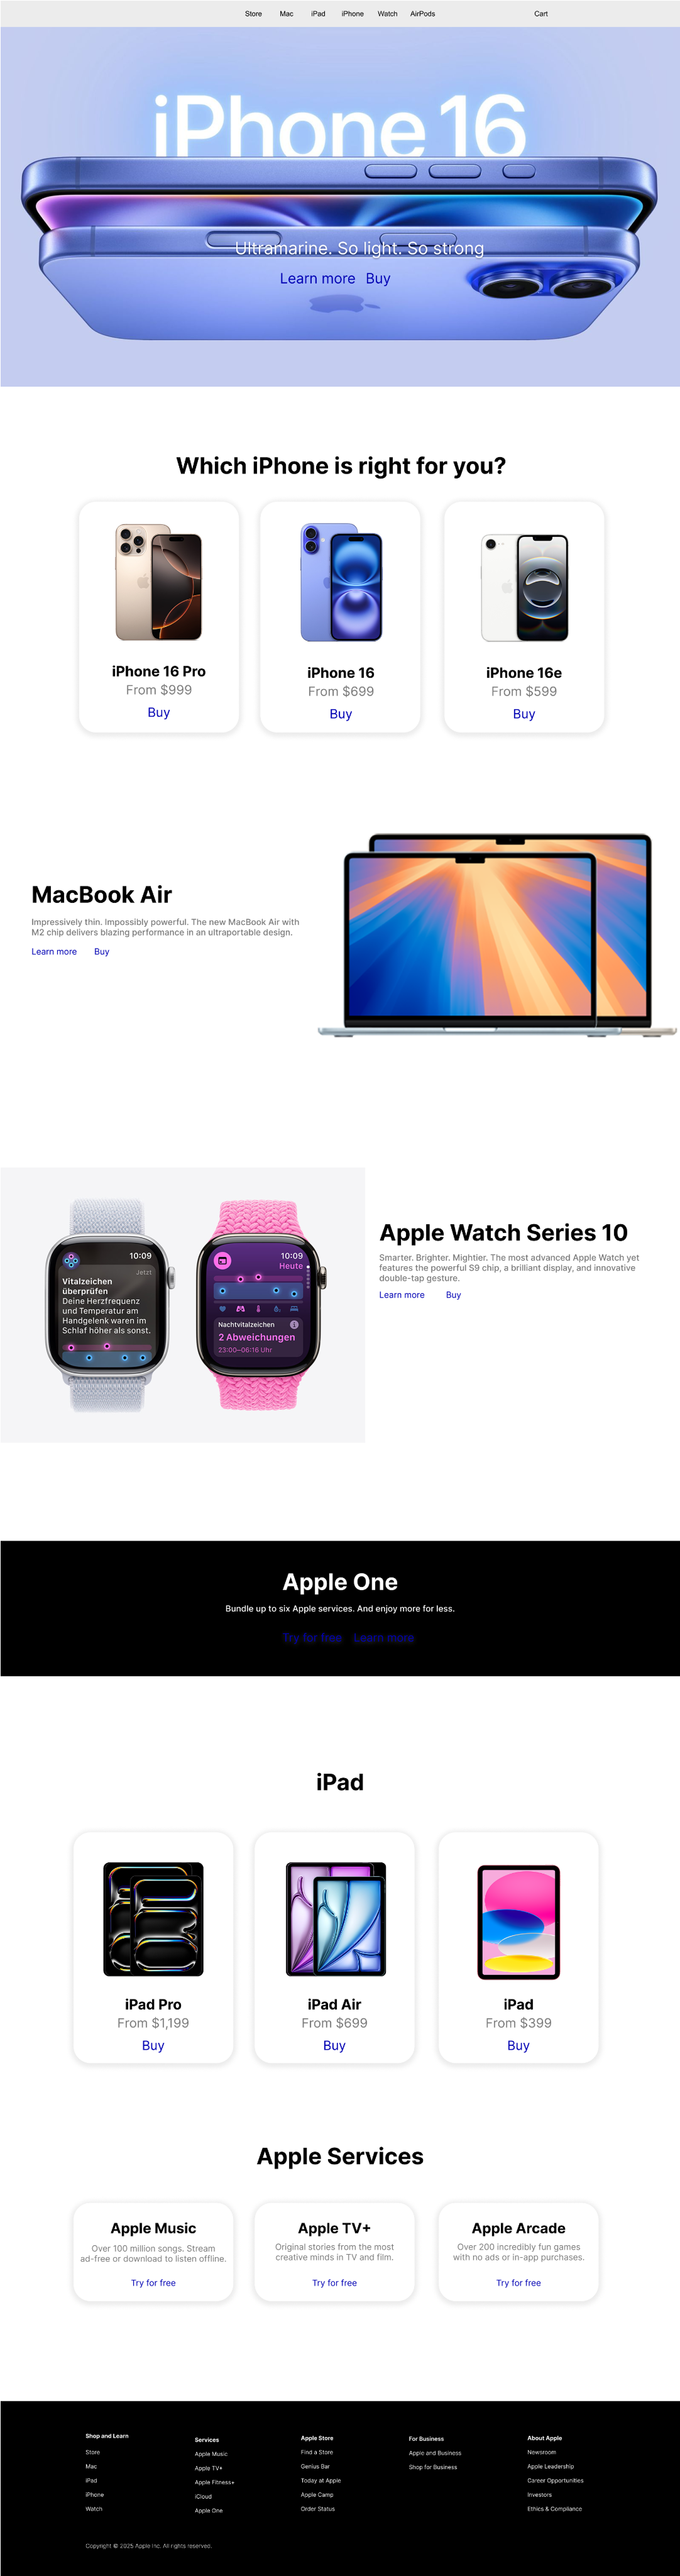 Store Mac iPad iPhone Watch AirPods Cart
iPhone 16
Ultramarine. So light. So strong
Learn more Buy
Which iPhone is right for you?
iPhone 16 Pro
From $999
Buy
iPhone 16
From $699
Buy
iPhone 16e
From $599
Buy
MacBook Air
Impressively thin. Impossibly powerful. The new MacBook Air with
M2 chip delivers blazing performance in an ultraportable design.
Learn more Buy
10:09
Jetzt
Vitalzeichen
überprüfen
Deine Herzfrequenz
und Temperatur am
Handgelenk waren im
Schlaf höher als sonst.
10:09
Heute
Nachtvitalzeichen
2 Abweichungen
23:00–06:16 Uhr
Apple Watch Series 10
Smarter. Brighter. Mightier. The most advanced Apple Watch yet
features the powerful S9 chip, a brilliant display, and innovative
double-tap gesture.
Learn more Buy
Apple One
Bundle up to six Apple services. And enjoy more for less.
Try for free Learn more
iPad
iPad Pro
From $1,199
Buy
iPad Air
From $699
Buy
iPad
From $399
Buy
Apple Services
Apple Music
Over 100 million songs. Stream
ad-free or download to listen offline.
Try for free
Apple TV+
Original stories from the most
creative minds in TV and film.
Try for free
Apple Arcade
Over 200 incredibly fun games
with no ads or in-app purchases.
Try for free
Shop and Learn
Store
Mac
iPad
iPhone
Watch
Services
Apple Music
Apple TV+
Apple Fitness+
iCloud
Apple One
Apple Store
Find a Store
Genius Bar
Today at Apple
Apple Camp
Order Status
For Business
Apple and Business
Shop for Business
About Apple
Newsroom
Apple Leadership
Career Opportunities
Investors
Ethics & Compliance
Copyright © 2025 Apple Inc. All rights reserved.